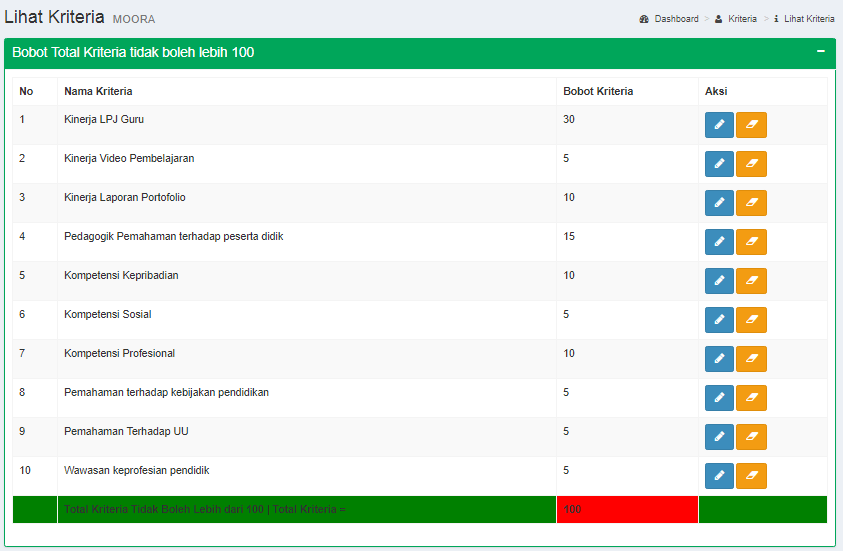 Lihat Kriteria MOORA
Dashboard > Kriteria > Lihat Kriteria
Bobot Total Kriteria tidak boleh lebih 100
No Nama Kriteria Bobot Kriteria Aksi
1 Kinerja LPJ Guru 30
2 Kinerja Video Pembelajaran 5
3 Kinerja Laporan Portofolio 10
4 Pedagogik Pemahaman terhadap peserta didik 15
5 Kompetensi Kepribadian 10
6 Kompetensi Sosial 5
7 Kompetensi Profesional 10
8 Pemahaman terhadap kebijakan pendidikan 5
9 Pemahaman Terhadap UU 5
10 Wawasan keprofesian pendidik 5
Total Kriteria Tidak Boleh Lebih dari 100 | Total Kriteria = 100